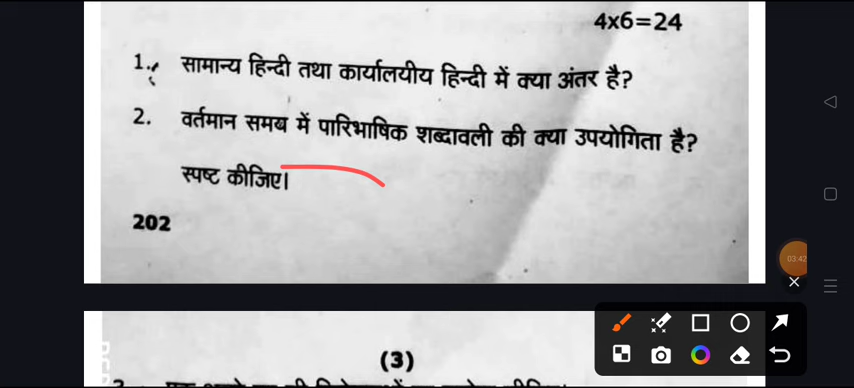 4x6=24
1. सामान्य हिन्दी तथा कार्यालयीय हिन्दी में क्या अंतर है?
2. वर्तमान समय में पारिभाषिक शब्दावली की क्या उपयोगिता है?
स्पष्ट कीजिए।
202
03:42
(3)